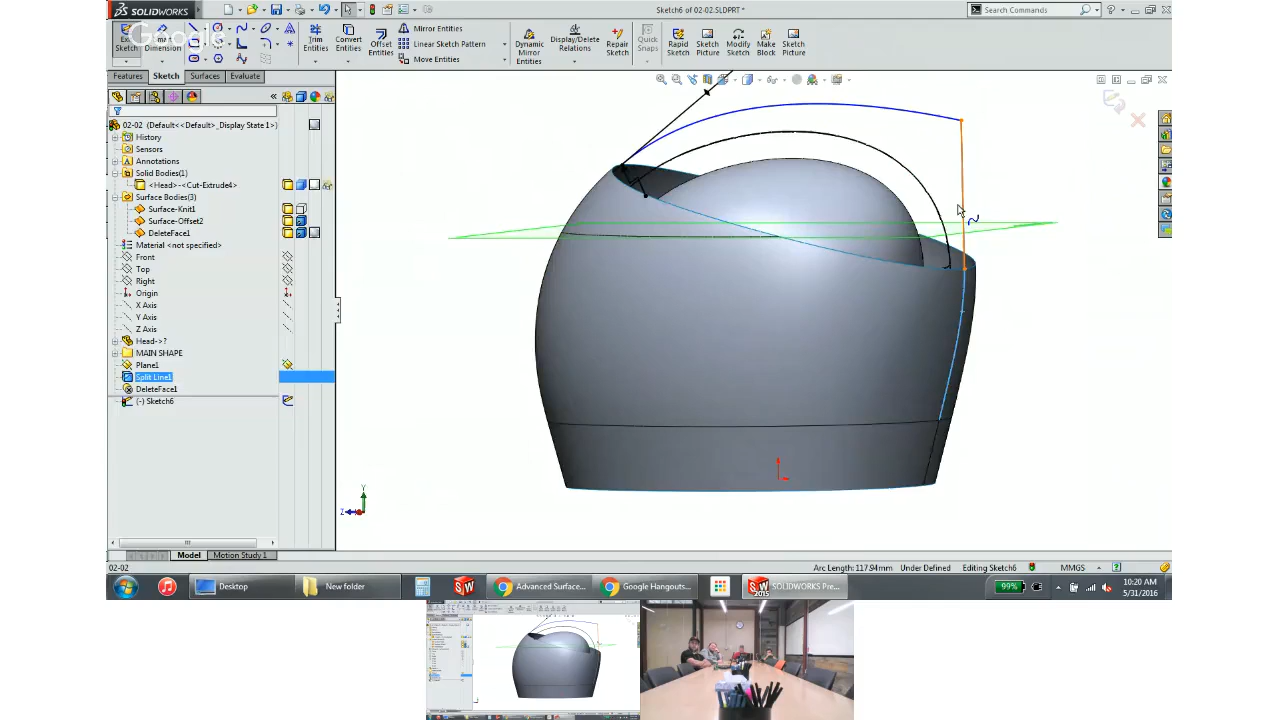 SOLIDWORKS
Sketch6 of 02-02.SLDPRT *
Search Commands
Google
Sketch
Dimension
Trim Entities
Convert Entities
Offset Entities
Mirror Entities
Linear Sketch Pattern
Move Entities
Dynamic Mirror Entities
Display/Delete Relations
Repair Sketch
Quick Snaps
Rapid Sketch
Sketch Picture
Modify Sketch
Make Block
Sketch Picture
Features
Sketch
Surfaces
Evaluate
02-02 (Default<<Default>_Display State 1>)
History
Sensors
Annotations
Solid Bodies(1)
<Head>-<Cut-Extrude4>
Surface Bodies(3)
Surface-Knit1
Surface-Offset2
DeleteFace1
Material <not specified>
Front
Top
Right
Origin
X Axis
Y Axis
Z Axis
Head->?
MAIN SHAPE
Plane1
Split Line1
DeleteFace1
(-) Sketch6
Y
Z
Model
Motion Study 1
02-02
Arc Length:117.94mm
Under Defined
Editing Sketch6
MMGS
Desktop
New folder
Advanced Surface...
Google Hangouts...
SOLIDWORKS Pre...
99%
10:20 AM
5/31/2016